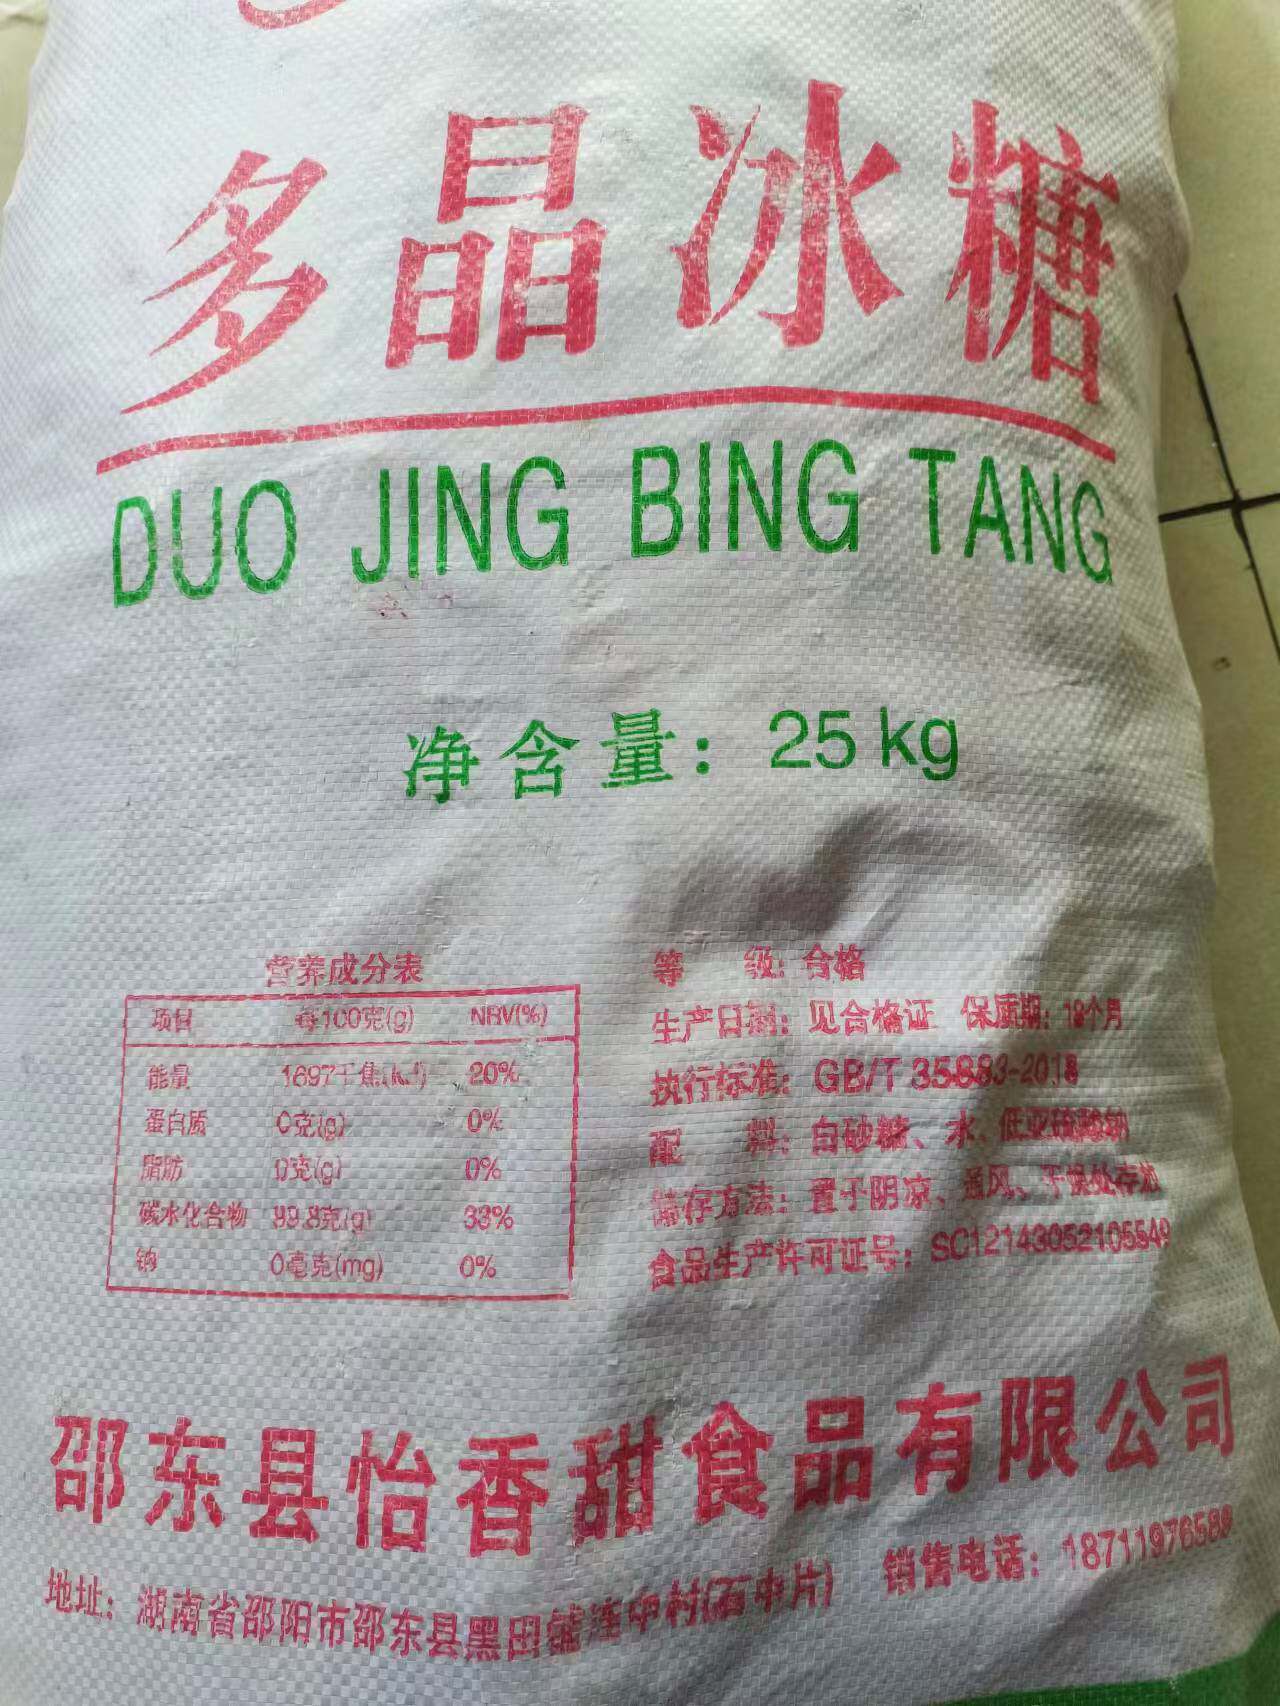 多晶冰糖
DUO JING BING TANG
净含量：25kg
营养成分表
项目 每100克(g) NRV(%)
能量 1697千焦(kJ) 20%
蛋白质 0克(g) 0%
脂肪 0克(g) 0%
碳水化合物 99.8克(g) 33%
钠 0毫克(mg) 0%
等 级：合格
生产日期：见合格证 保质期：18个月
执行标准：GB/T 35883-2018
配 料：白砂糖、水、低亚硫酸钠
储存方法：置于阴凉、通风、干燥处存放
食品生产许可证号：SC12143052105549
邵东县怡香甜食品有限公司
地址：湖南省邵阳市邵东县黑田铺连中村(石中片) 销售电话：18711976588